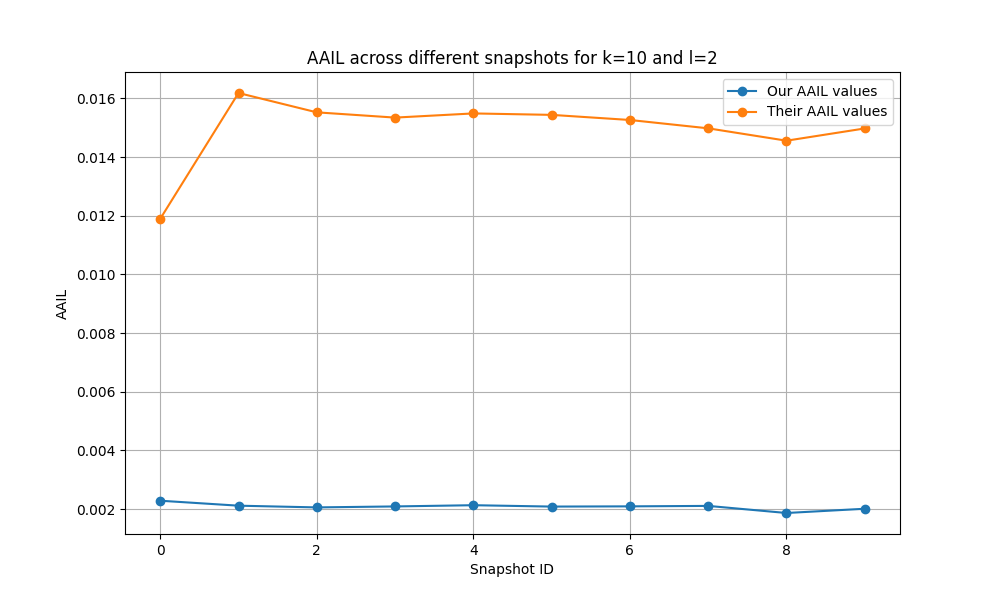 AAIL across different snapshots for k=10 and l=2
Our AAIL values
Their AAIL values
AAIL
0.016
0.014
0.012
0.010
0.008
0.006
0.004
0.002
0
2
4
6
8
Snapshot ID